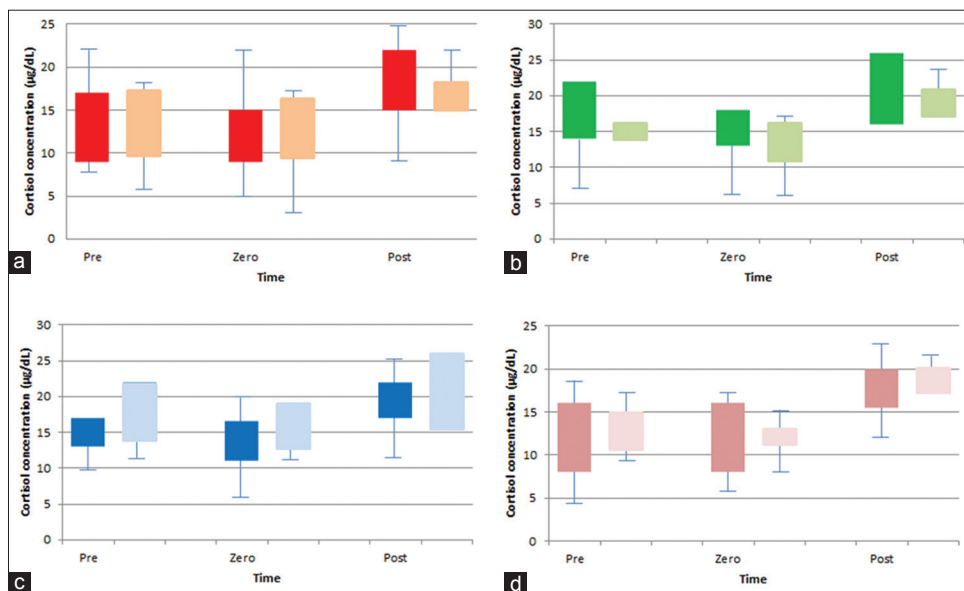 Cortisol concentration (µg/dL)
25
20
15
10
5
0
Pre
Zero
Post
Time
a
Cortisol concentration (µg/dL)
30
25
20
15
10
5
0
Pre
Zero
Post
Time
b
Cortisol concentration (µg/dL)
30
25
20
15
10
5
0
Pre
Zero
Post
Time
c
Cortisol concentration (µg/dL)
25
20
15
10
5
0
Pre
Zero
Post
Time
d